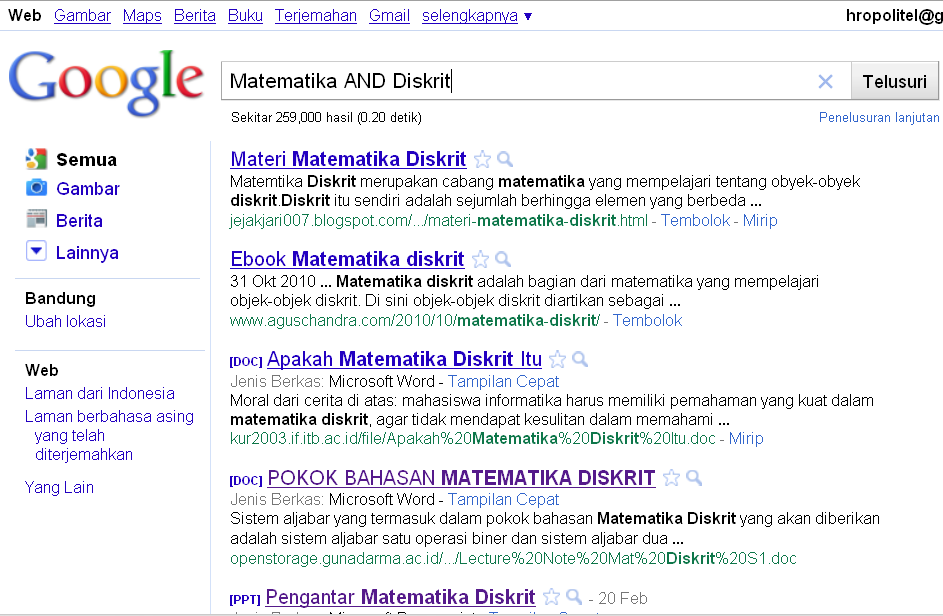 Web Gambar Maps Berita Buku Terjemahan Gmail selengkapnya ▼ hropolitel@g
Google
Matematika AND Diskrit
Telusuri
Sekitar 259,000 hasil (0.20 detik) Penelusuran lanjutan
Semua
Gambar
Berita
Lainnya
Bandung
Ubah lokasi
Web
Laman dari Indonesia
Laman berbahasa asing
yang telah
diterjemahkan
Yang Lain
Materi Matematika Diskrit
Matemtika Diskrit merupakan cabang matematika yang mempelajari tentang obyek-obyek
diskrit.Diskrit itu sendiri adalah sejumlah berhingga elemen yang berbeda ...
jejakjari007.blogspot.com/.../materi-matematika-diskrit.html - Tembolok - Mirip
Ebook Matematika diskrit
31 Okt 2010 ... Matematika diskrit adalah bagian dari matematika yang mempelajari
objek-objek diskrit. Di sini objek-objek diskrit diartikan sebagai ...
www.aguschandra.com/2010/10/matematika-diskrit/ - Tembolok
[DOC] Apakah Matematika Diskrit Itu
Jenis Berkas: Microsoft Word - Tampilan Cepat
Moral dari cerita di atas: mahasiswa informatika harus memiliki pemahaman yang kuat dalam
matematika diskrit, agar tidak mendapat kesulitan dalam memahami ...
kur2003.if.itb.ac.id/file/Apakah%20Matematika%20Diskrit%20Itu.doc - Mirip
[DOC] POKOK BAHASAN MATEMATIKA DISKRIT
Jenis Berkas: Microsoft Word - Tampilan Cepat
Sistem aljabar yang termasuk dalam pokok bahasan Matematika Diskrit yang akan diberikan
adalah sistem aljabar satu operasi biner dan sistem aljabar dua ...
openstorage.gunadarma.ac.id/.../Lecture%20Note%20Mat%20Diskrit%20S1.doc
[PPT] Pengantar Matematika Diskrit - 20 Feb